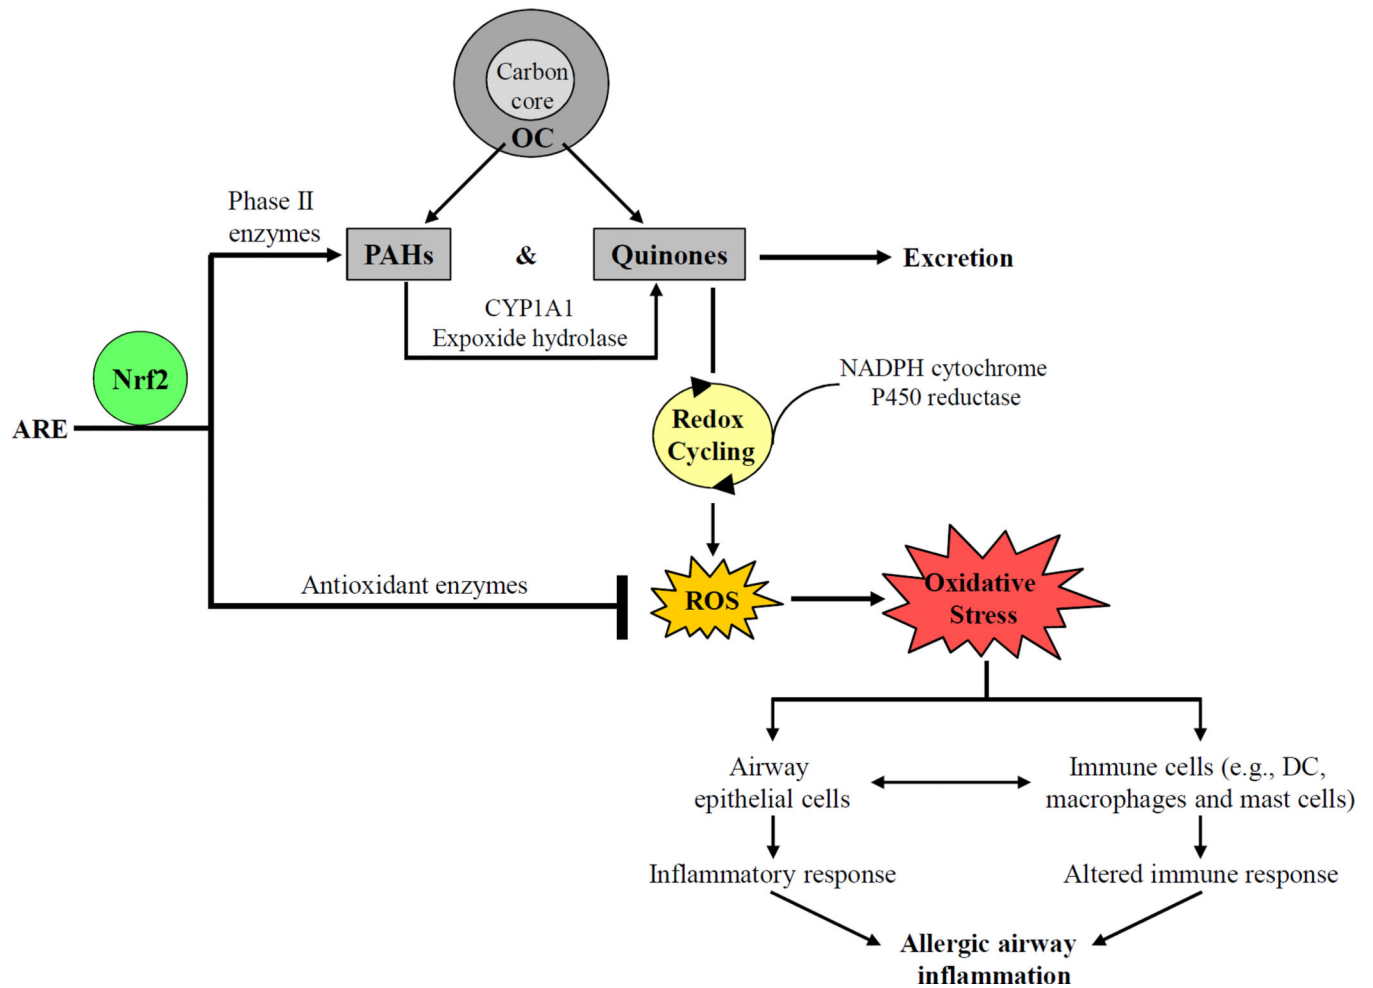 Carbon
core
OC
Phase II
enzymes
PAHs
&
Quinones
Excretion
CYP1A1
Expoxide hydrolase
Nrf2
ARE
NADPH cytochrome
P450 reductase
Redox
Cycling
Antioxidant enzymes
ROS
Oxidative
Stress
Airway
epithelial cells
Immune cells (e.g., DC,
macrophages and mast cells)
Inflammatory response
Altered immune response
Allergic airway
inflammation